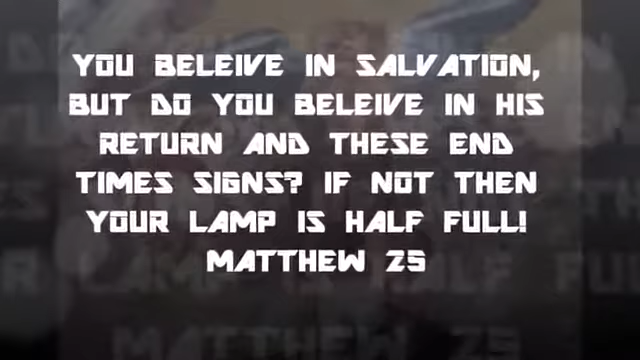 YOU BELEIVE IN SALVATION,
BUT DO YOU BELEIVE IN HIS
RETURN AND THESE END
TIMES SIGNS? IF NOT THEN
YOUR LAMP IS HALF FULL!
MATTHEW 25